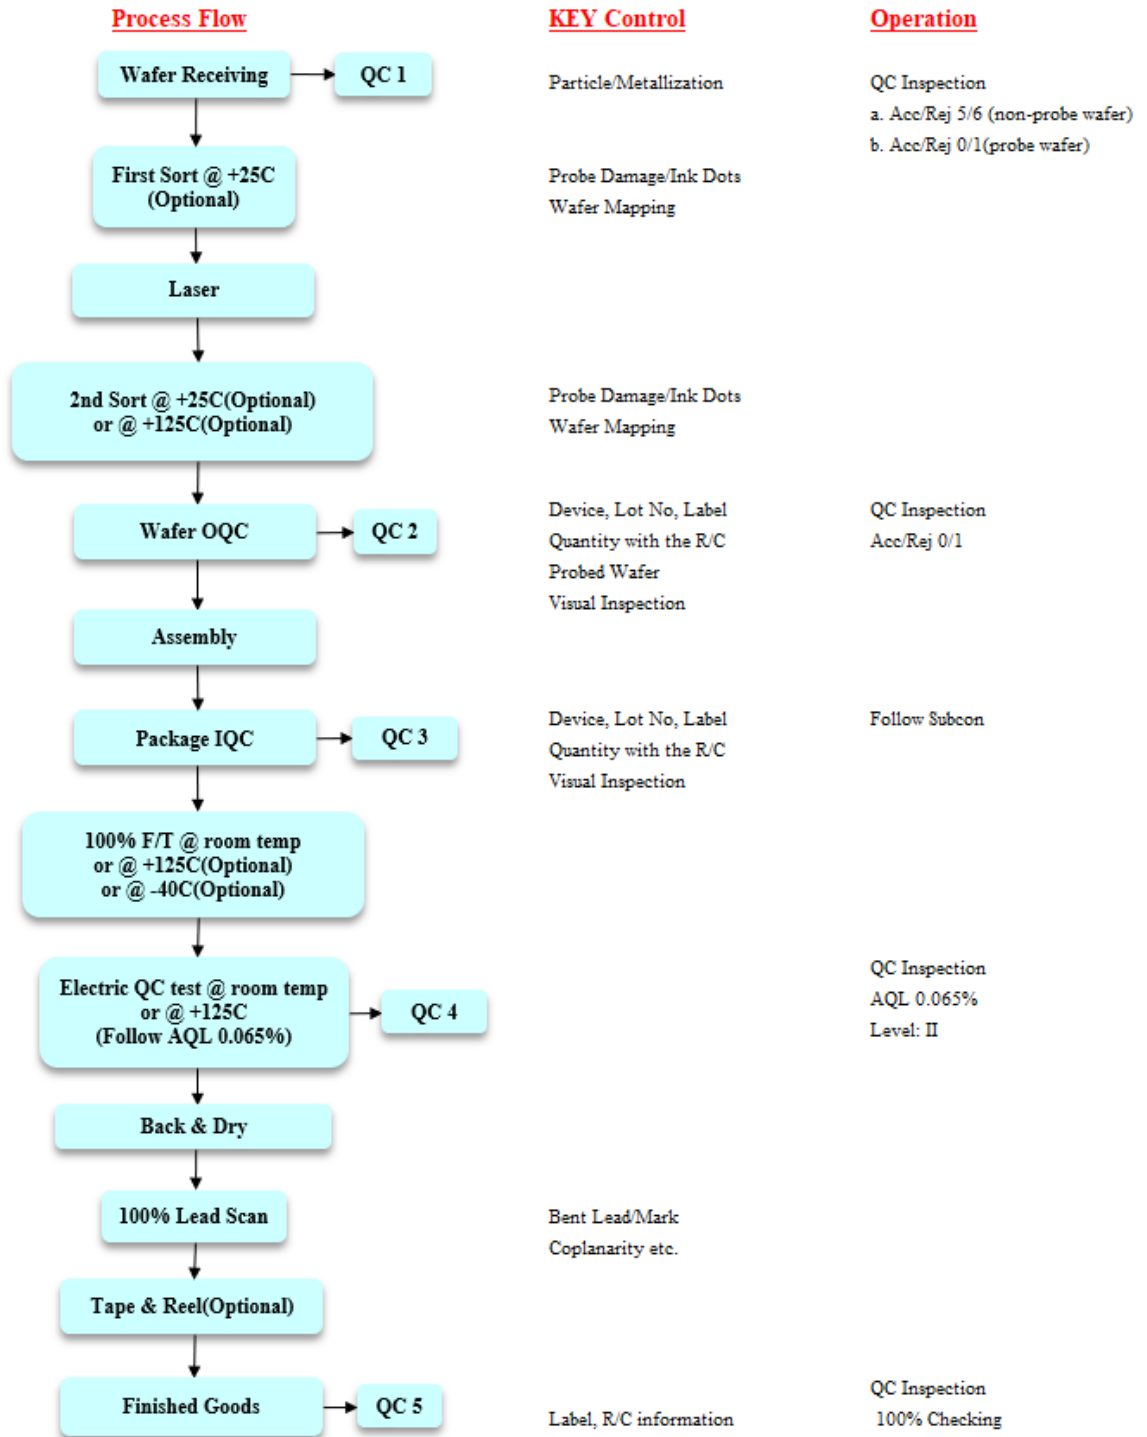 Process Flow
KEY Control
Operation
Wafer Receiving
QC 1
Particle/Metallization
QC Inspection
a. Acc/Rej 5/6 (non-probe wafer)
b. Acc/Rej 0/1(probe wafer)
First Sort @ +25C
(Optional)
Probe Damage/Ink Dots
Wafer Mapping
Laser
2nd Sort @ +25C(Optional)
or @ +125C(Optional)
Probe Damage/Ink Dots
Wafer Mapping
Wafer OQC
QC 2
Device, Lot No, Label
Quantity with the R/C
Probed Wafer
Visual Inspection
QC Inspection
Acc/Rej 0/1
Assembly
Package IQC
QC 3
Device, Lot No, Label
Quantity with the R/C
Visual Inspection
Follow Subcon
100% F/T @ room temp
or @ +125C(Optional)
or @ -40C(Optional)
Electric QC test @ room temp
or @ +125C
(Follow AQL 0.065%)
QC 4
QC Inspection
AQL 0.065%
Level: II
Back & Dry
100% Lead Scan
Bent Lead/Mark
Coplanarity etc.
Tape & Reel(Optional)
Finished Goods
QC 5
Label, R/C information
QC Inspection
100% Checking